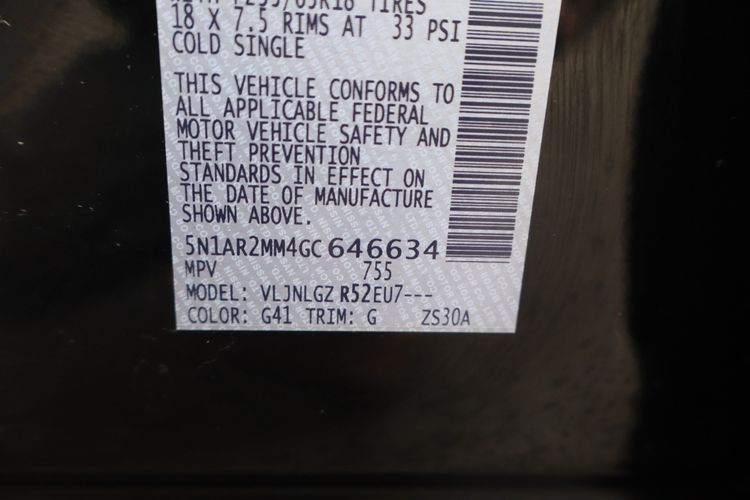 18 X 7.5 RIMS AT 33 PSI
COLD SINGLE
THIS VEHICLE CONFORMS TO
ALL APPLICABLE FEDERAL
MOTOR VEHICLE SAFETY AND
THEFT PREVENTION
STANDARDS IN EFFECT ON
THE DATE OF MANUFACTURE
SHOWN ABOVE.
5N1AR2MM4GC646634
MPV 755
MODEL: VLJNLGZ R52EU7---
COLOR: G41 TRIM: G ZS30A